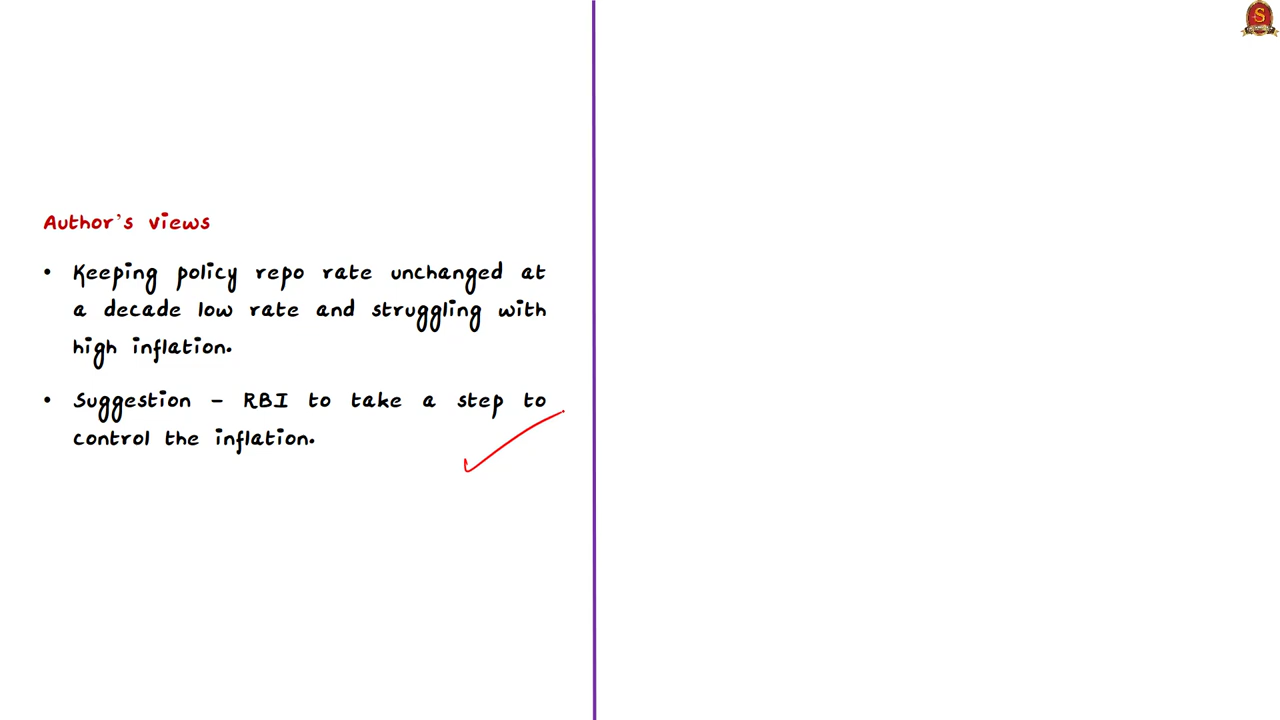 Author's views
• Keeping policy repo rate unchanged at
a decade low rate and struggling with
high inflation.
• Suggestion - RBI to take a step to
control the inflation.
S